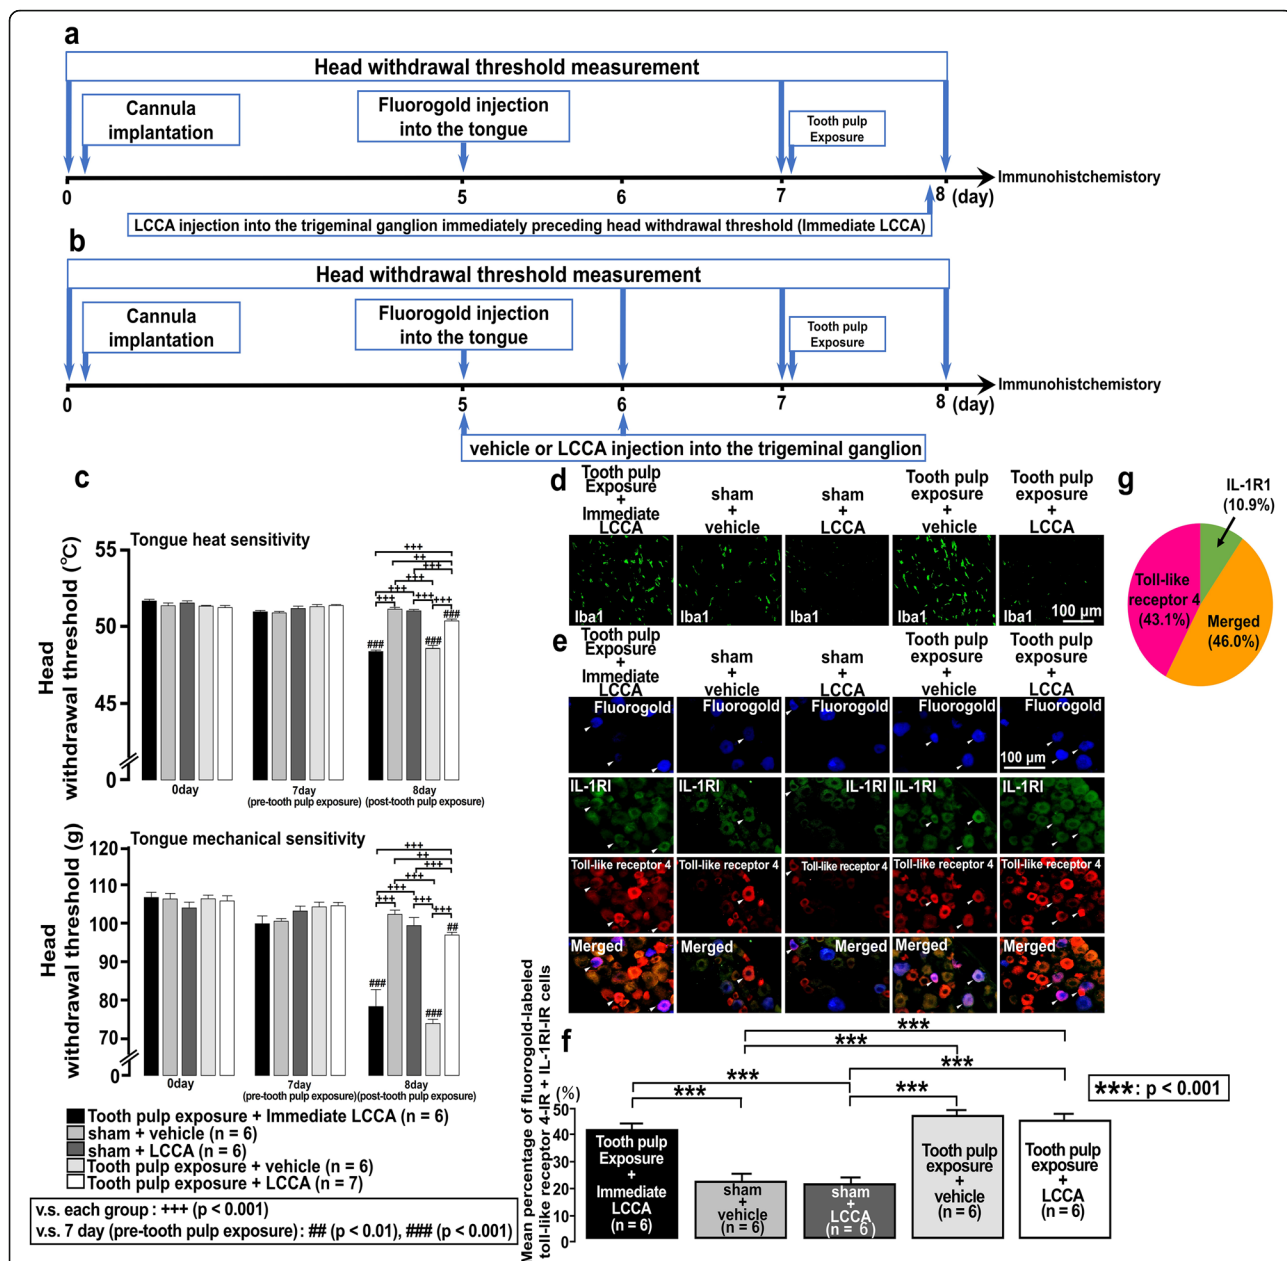 a
Head withdrawal threshold measurement
Cannula
implantation
Fluorogold injection
into the tongue
Tooth pulp
Exposure
Immunohistchemistory
0
5
6
7
8 (day)
LCCA injection into the trigeminal ganglion immediately preceding head withdrawal threshold (Immediate LCCA)
b
Head withdrawal threshold measurement
Cannula
implantation
Fluorogold injection
into the tongue
Tooth pulp
Exposure
Immunohistchemistory
0
5
6
7
8 (day)
vehicle or LCCA injection into the trigeminal ganglion
c
Tongue heat sensitivity
Head
withdrawal threshold (℃)
55
50
45
0
+++
++
+++
+++
+++
+++
+++
+++
###
###
###
0day
7day
(pre-tooth pulp exposure)
8day
(post-tooth pulp exposure)
Tongue mechanical sensitivity
Head
withdrawal threshold (g)
120
110
100
90
80
70
0
+++
++
+++
+++
+++
+++
+++
+++
###
###
##
0day
7day
(pre-tooth pulp exposure)
8day
(post-tooth pulp exposure)
Tooth pulp exposure + Immediate LCCA (n = 6)
sham + vehicle (n = 6)
sham + LCCA (n = 6)
Tooth pulp exposure + vehicle (n = 6)
Tooth pulp exposure + LCCA (n = 7)
v.s. each group : +++ (p < 0.001)
v.s. 7 day (pre-tooth pulp exposure) : ## (p < 0.01), ### (p < 0.001)
d
Tooth pulp
Exposure
+
Immediate
LCCA
sham
+
vehicle
sham
+
LCCA
Tooth pulp
exposure
+
vehicle
Tooth pulp
exposure
+
LCCA
Iba1
Iba1
Iba1
Iba1
Iba1
100 µm
e
Tooth pulp
Exposure
+
Immediate
LCCA
sham
+
vehicle
sham
+
LCCA
Tooth pulp
exposure
+
vehicle
Tooth pulp
exposure
+
LCCA
Fluorogold
Fluorogold
Fluorogold
Fluorogold
Fluorogold
100 µm
IL-1RI
IL-1RI
IL-1RI
IL-1RI
IL-1RI
Toll-like receptor 4
Toll-like receptor 4
Toll-like receptor 4
Toll-like receptor 4
Toll-like receptor 4
Merged
Merged
Merged
Merged
Merged
f
Mean percentage of fluorogold-labeled
toll-like receptor 4-IR + IL-1RI-IR cells
(%)
50
40
30
20
10
0
***
***
***
***
***
***
***: p < 0.001
Tooth pulp
Exposure
+
Immediate
LCCA
(n = 6)
sham
+
vehicle
(n = 6)
sham
+
LCCA
(n = 6)
Tooth pulp
exposure
+
vehicle
(n = 6)
Tooth pulp
exposure
+
LCCA
(n = 6)
g
IL-1R1
(10.9%)
Toll-like
receptor 4
(43.1%)
Merged
(46.0%)